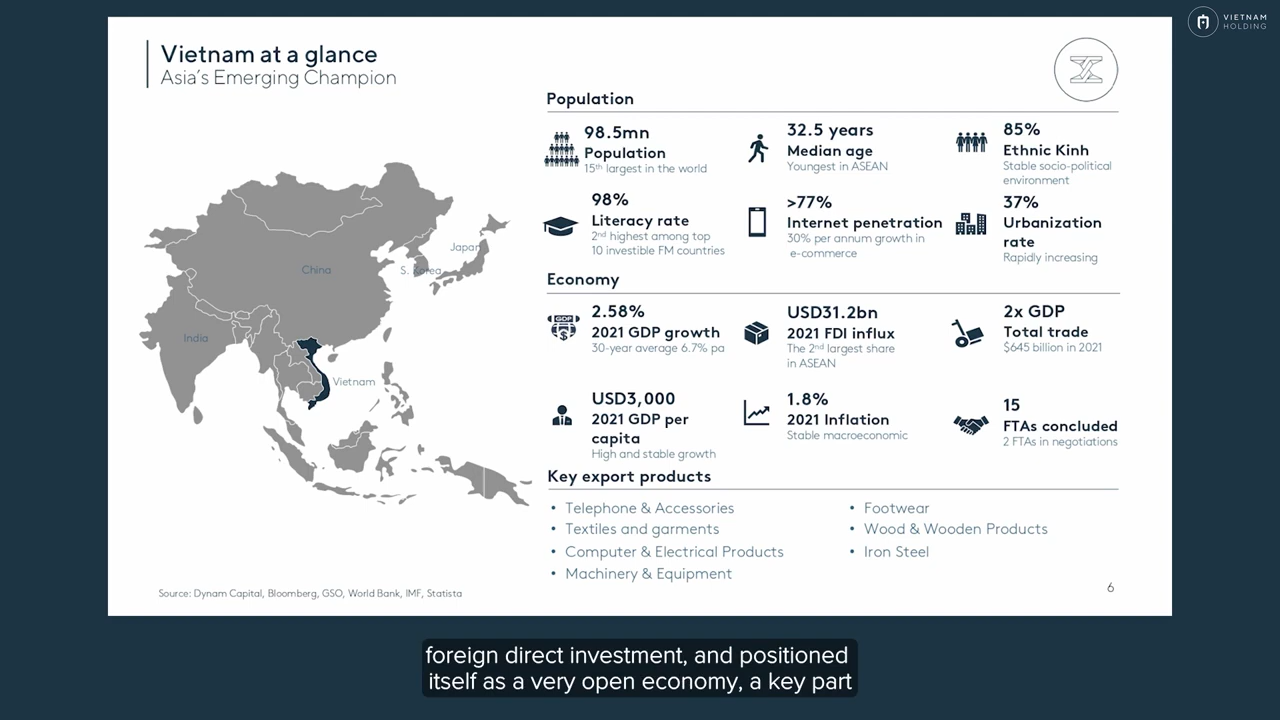 VIETNAM
HOLDING
Vietnam at a glance
Asia's Emerging Champion
Population
98.5mn
Population
15th largest in the world
32.5 years
Median age
Youngest in ASEAN
85%
Ethnic Kinh
Stable socio-political
environment
98%
Literacy rate
2nd highest among top
10 investible FM countries
>77%
Internet penetration
30% per annum growth in
e-commerce
37%
Urbanization
rate
Rapidly increasing
Japan
S. Korea
China
India
Vietnam
Economy
GDP
2.58%
2021 GDP growth
30-year average 6.7% pa
USD31.2bn
2021 FDI influx
The 2nd largest share
in ASEAN
2x GDP
Total trade
$645 billion in 2021
USD3,000
2021 GDP per
capita
High and stable growth
1.8%
2021 Inflation
Stable macroeconomic
15
FTAs concluded
2 FTAs in negotiations
Key export products
• Telephone & Accessories
• Textiles and garments
• Computer & Electrical Products
• Machinery & Equipment
• Footwear
• Wood & Wooden Products
• Iron Steel
Source: Dynam Capital, Bloomberg, GSO, World Bank, IMF, Statista
6
foreign direct investment, and positioned
itself as a very open economy, a key part